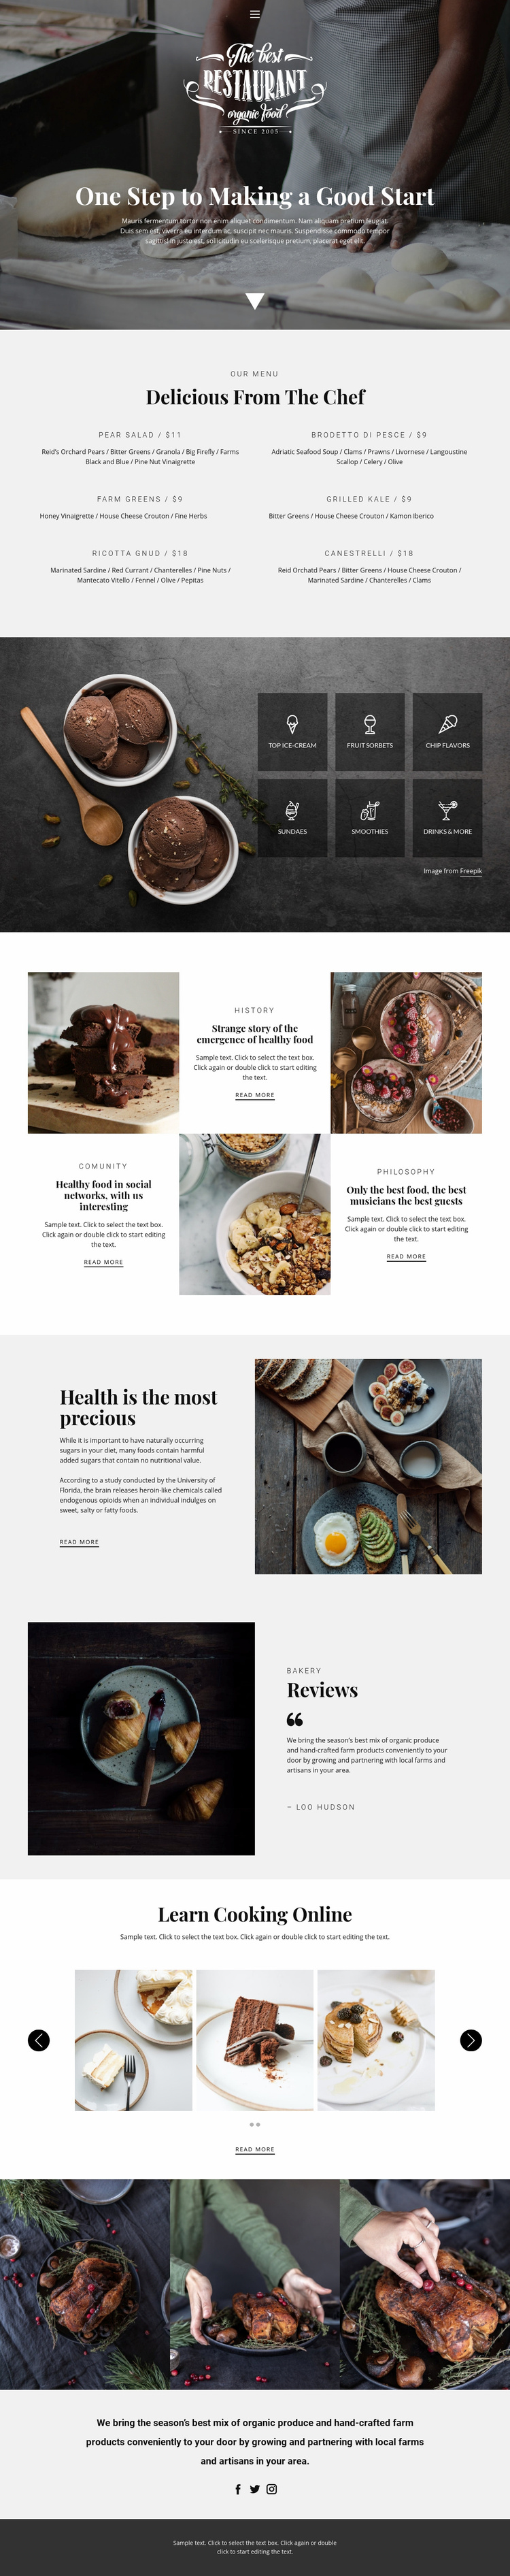 The best
RESTAURANT
organic food
SINCE 2005
One Step to Making a Good Start
Mauris fermentum tortor non enim aliquet condimentum. Nam aliquam pretium feugiat.
Duis sem est, viverra eu interdum ac, suscipit nec mauris. Suspendisse commodo tempor
sagittis! In justo est, sollicitudin eu scelerisque pretium, placerat eget elit.
OUR MENU
Delicious From The Chef
PEAR SALAD / $11
Reid's Orchard Pears / Bitter Greens / Granola / Big Firefly / Farms
Black and Blue / Pine Nut Vinaigrette
BRODETTO DI PESCE / $9
Adriatic Seafood Soup / Clams / Prawns / Livornese / Langoustine
Scallop / Celery / Olive
FARM GREENS / $9
Honey Vinaigrette / House Cheese Crouton / Fine Herbs
GRILLED KALE / $9
Bitter Greens / House Cheese Crouton / Kamon Iberico
RICOTTA GNUD / $18
Marinated Sardine / Red Currant / Chanterelles / Pine Nuts /
Mantecato Vitello / Fennel / Olive / Pepitas
CANESTRELLI / $18
Reid Orchatd Pears / Bitter Greens / House Cheese Crouton /
Marinated Sardine / Chanterelles / Clams
TOP ICE-CREAM
FRUIT SORBETS
CHIP FLAVORS
SUNDAES
SMOOTHIES
DRINKS & MORE
Image from Freepik
HISTORY
Strange story of the
emergence of healthy food
Sample text. Click to select the text box.
Click again or double click to start editing
the text.
READ MORE
COMUNITY
Healthy food in social
networks, with us
interesting
Sample text. Click to select the text box.
Click again or double click to start editing
the text.
READ MORE
PHILOSOPHY
Only the best food, the best
musicians the best guests
Sample text. Click to select the text box.
Click again or double click to start editing
the text.
READ MORE
Health is the most
precious
While it is important to have naturally occurring
sugars in your diet, many foods contain harmful
added sugars that contain no nutritional value.
According to a study conducted by the University of
Florida, the brain releases heroin-like chemicals called
endogenous opioids when an individual indulges on
sweet, salty or fatty foods.
READ MORE
BAKERY
Reviews
“
We bring the season's best mix of organic produce
and hand-crafted farm products conveniently to your
door by growing and partnering with local farms and
artisans in your area.
– LOO HUDSON
Learn Cooking Online
Sample text. Click to select the text box. Click again or double click to start editing the text.
READ MORE
We bring the season's best mix of organic produce and hand-crafted farm
products conveniently to your door by growing and partnering with local farms
and artisans in your area.
Sample text. Click to select the text box. Click again or double
click to start editing the text.